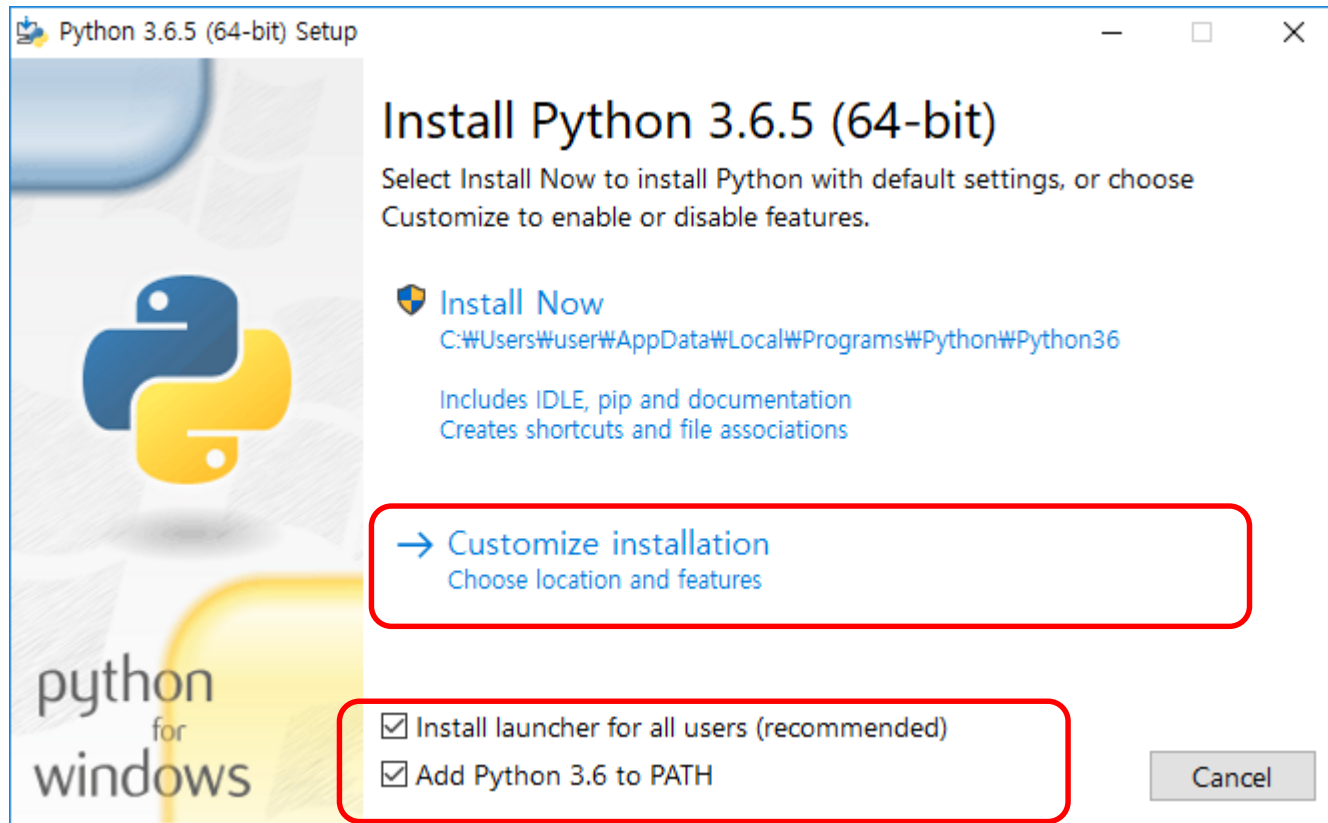 Python 3.6.5 (64-bit) Setup
Install Python 3.6.5 (64-bit)
Select Install Now to install Python with default settings, or choose
Customize to enable or disable features.
Install Now
C:₩Users₩user₩AppData₩Local₩Programs₩Python₩Python36
Includes IDLE, pip and documentation
Creates shortcuts and file associations
→ Customize installation
Choose location and features
python
for
windows
Install launcher for all users (recommended)
Add Python 3.6 to PATH
Cancel